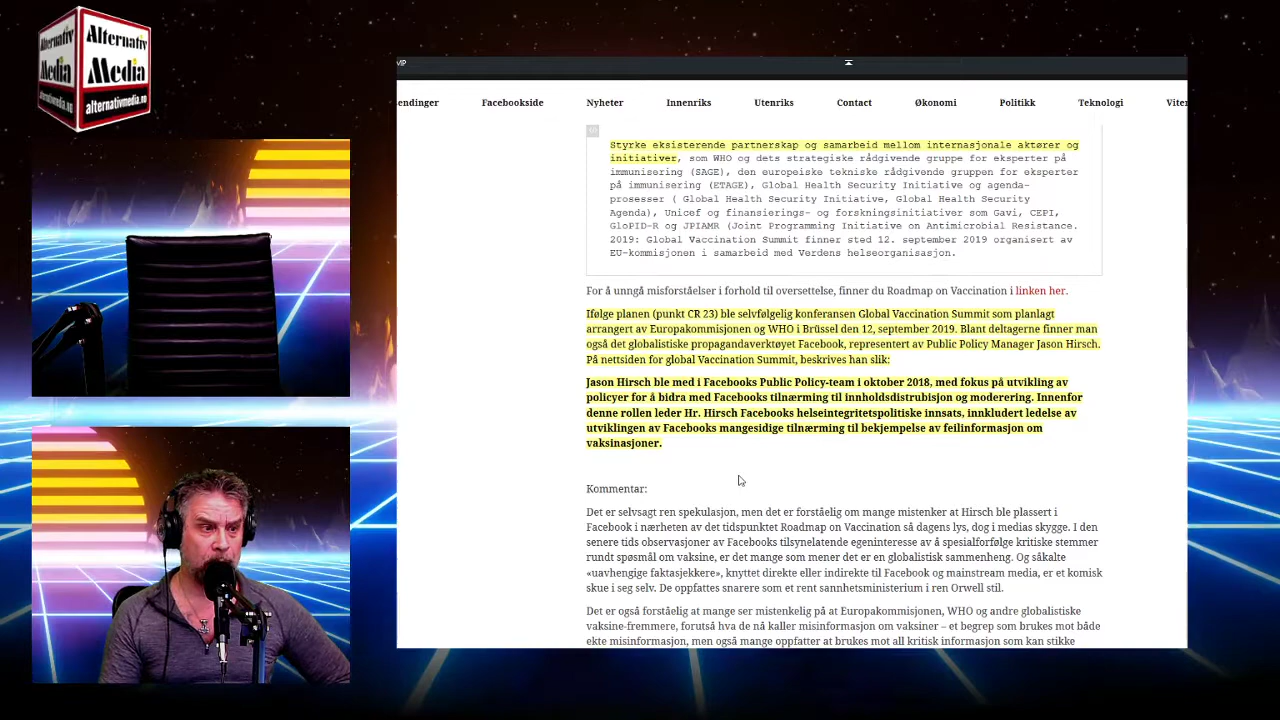 Alternativ
Media
alternativmedia.no
Alternativ
Media
alternativmedia.no
VIP
sendinger Facebookside Nyheter Innenriks Utenriks Contact Økonomi Politikk Teknologi Viten
Styrke eksisterende partnerskap og samarbeid mellom internasjonale aktører og
initiativer, som WHO og dets strategiske rådgivende gruppe for eksperter på
immunisering (SAGE), den europeiske tekniske rådgivende gruppen for eksperter
på immunisering (ETAGE), Global Health Security Initiative og agenda-
prosesser ( Global Health Security Initiative, Global Health Security
Agenda), Unicef og finansierings- og forskningsinitiativer som Gavi, CEPI,
GloPID-R og JPIAMR (Joint Programming Initiative on Antimicrobial Resistance.
2019: Global Vaccination Summit finner sted 12. september 2019 organisert av
EU-kommisjonen i samarbeid med Verdens helseorganisasjon.
For å unngå misforståelser i forhold til oversettelse, finner du Roadmap on Vaccination i linken her.
Ifølge planen (punkt CR 23) ble selvfølgelig konferansen Global Vaccination Summit som planlagt
arrangert av Europakommisjonen og WHO i Brüssel den 12, september 2019. Blant deltagerne finner man
også det globalistiske propagandaverktøyet Facebook, representert av Public Policy Manager Jason Hirsch.
På nettsiden for global Vaccination Summit, beskrives han slik:
Jason Hirsch ble med i Facebooks Public Policy-team i oktober 2018, med fokus på utvikling av
policyer for å bidra med Facebooks tilnærming til innholdsdistrubisjon og moderering. Innenfor
denne rollen leder Hr. Hirsch Facebooks helseintegritetspolitiske innsats, innkludert ledelse av
utviklingen av Facebooks mangesidige tilnærming til bekjempelse av feilinformasjon om
vaksinasjoner.
Kommentar:
Det er selvsagt ren spekulasjon, men det er forståelig om mange mistenker at Hirsch ble plassert i
Facebook i nærheten av det tidspunktet Roadmap on Vaccination så dagens lys, dog i medias skygge. I den
senere tids observasjoner av Facebooks tilsynelatende egeninteresse av å spesialforfølge kritiske stemmer
rundt spøsmål om vaksine, er det mange som mener det er en globalistisk sammenheng. Og såkalte
«uavhengige faktasjekkere», knyttet direkte eller indirekte til Facebook og mainstream media, er et komisk
skue i seg selv. De oppfattes snarere som et rent sannhetsministerium i ren Orwell stil.
Det er også forståelig at mange ser mistenkelig på at Europakommisjonen, WHO og andre globalistiske
vaksine-fremmere, forutså hva de nå kaller misinformasjon om vaksiner – et begrep som brukes mot både
ekte misinformasjon, men også mange oppfatter at brukes mot all kritisk informasjon som kan stikke